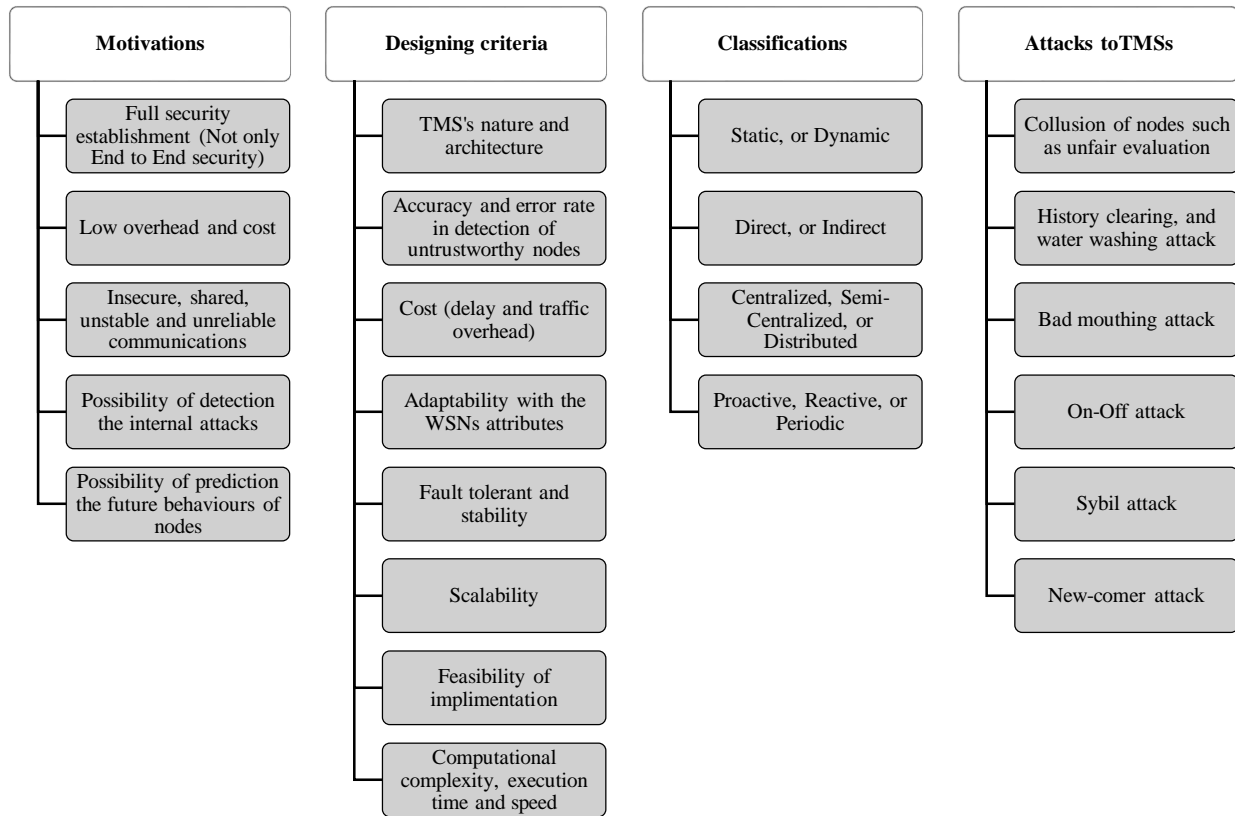 Motivations
Full security
establishment (Not only
End to End security)
Low overhead and cost
Insecure, shared,
unstable and unreliable
communications
Possibility of detection
the internal attacks
Possibility of prediction
the future behaviours of
nodes
Designing criteria
TMS's nature and
architecture
Accuracy and error rate
in detection of
untrustworthy nodes
Cost (delay and traffic
overhead)
Adaptability with the
WSNs attributes
Fault tolerant and
stability
Scalability
Feasibility of
implimentation
Computational
complexity, execution
time and speed
Classifications
Static, or Dynamic
Direct, or Indirect
Centralized, Semi-
Centralized, or
Distributed
Proactive, Reactive, or
Periodic
Attacks toTMSs
Collusion of nodes such
as unfair evaluation
History clearing, and
water washing attack
Bad mouthing attack
On-Off attack
Sybil attack
New-comer attack